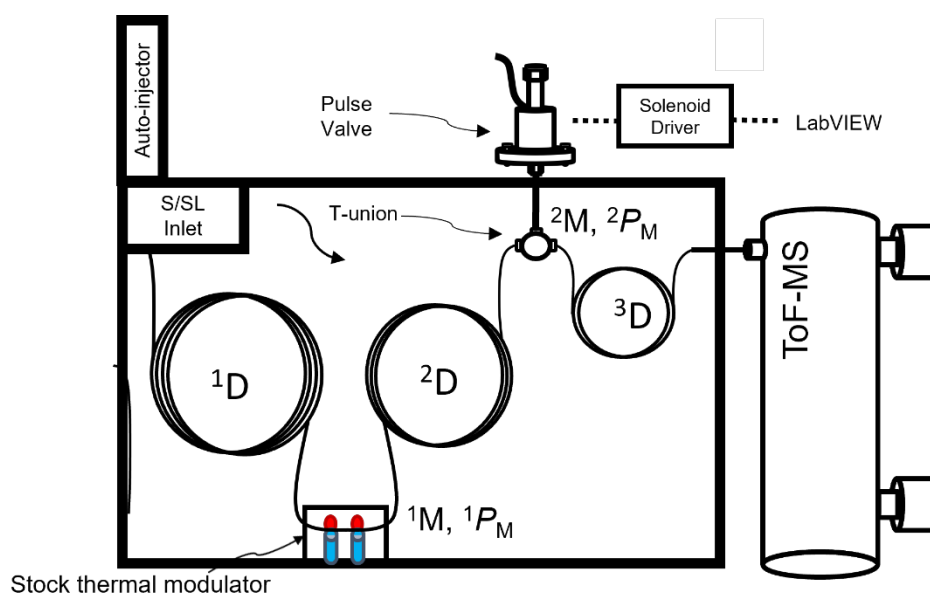 Auto-injector
Pulse
Valve
Solenoid
Driver
LabVIEW
S/SL
Inlet
T-union
²M, ²P_M
ToF-MS
³D
¹D
²D
¹M, ¹P_M
Stock thermal modulator